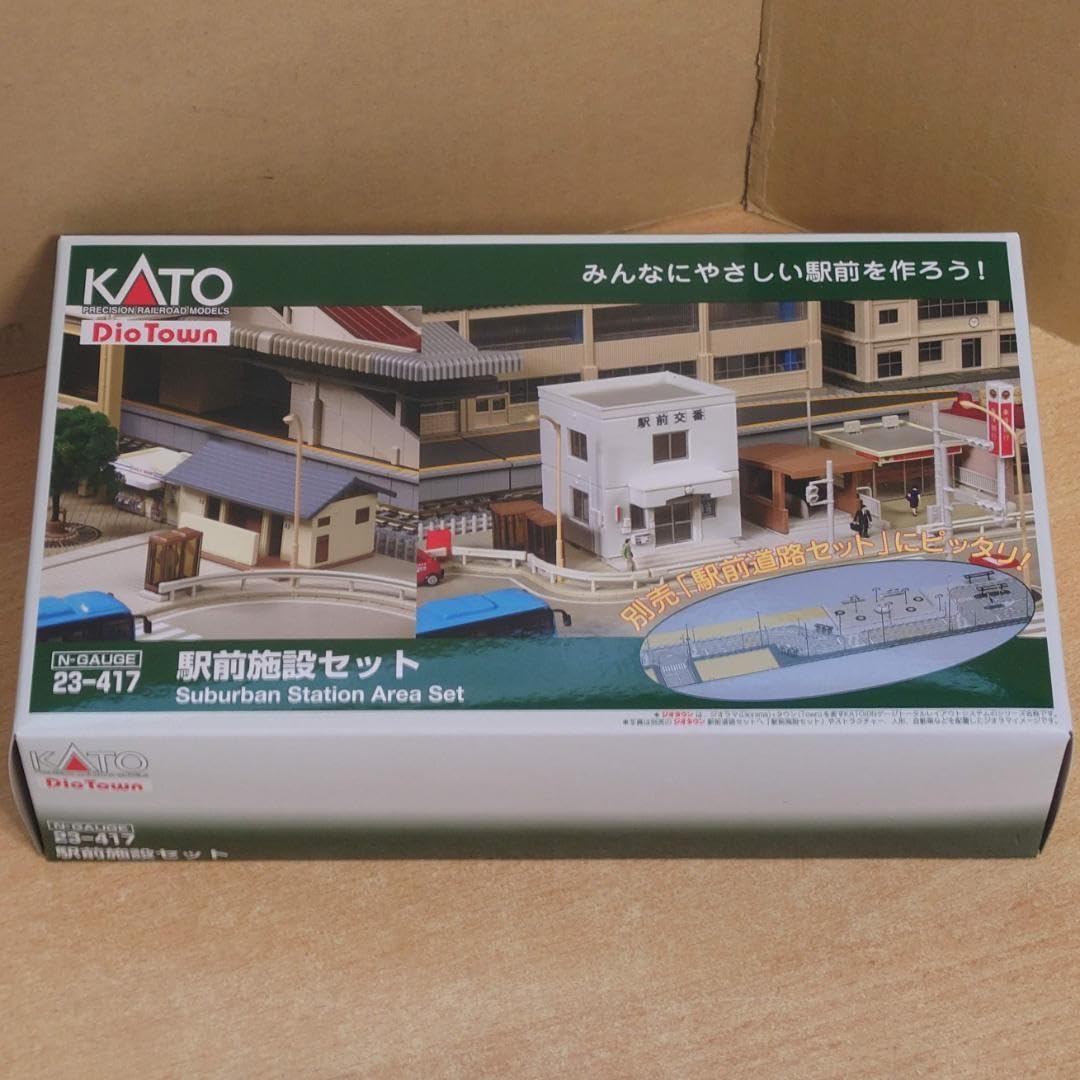 KATO
PRECISION RAILROAD MODELS
DioTown
みんなにやさしい駅前を作ろう!
駅前交番
別売「駅前道路セット」にピッタリ!
N-GAUGE
23-417
駅前施設セット
Suburban Station Area Set
KATO
DioTown
N-GAUGE
23-417
駅前施設セット